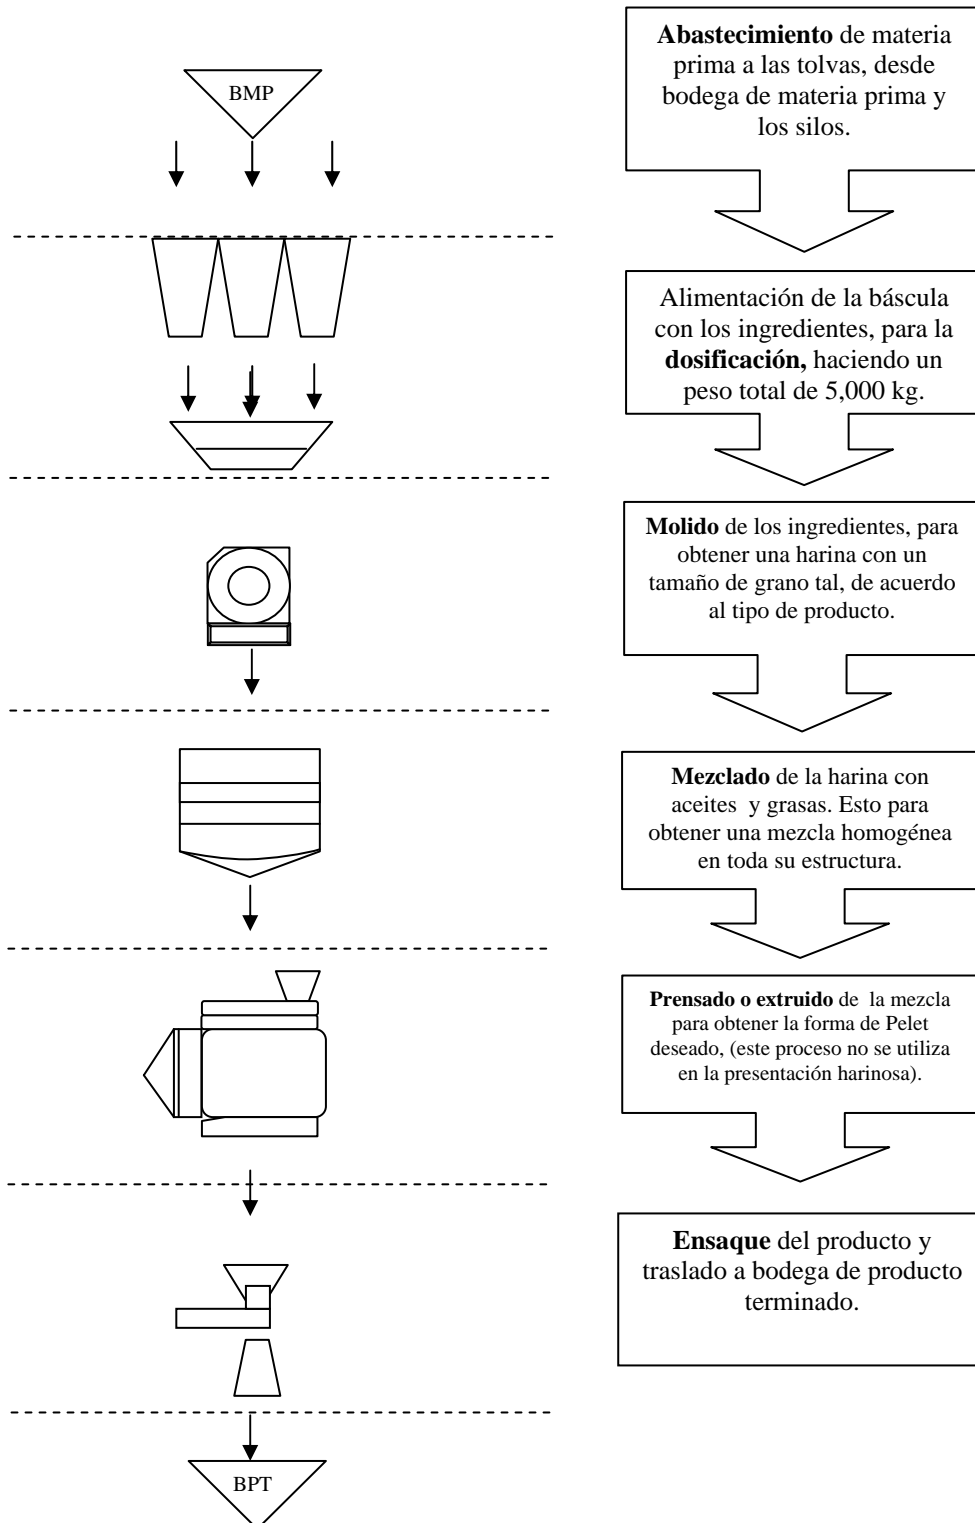 BMP
Abastecimiento de materia
prima a las tolvas, desde
bodega de materia prima y
los silos.
Alimentación de la báscula
con los ingredientes, para la
dosificación, haciendo un
peso total de 5,000 kg.
Molido de los ingredientes, para
obtener una harina con un
tamaño de grano tal, de acuerdo
al tipo de producto.
Mezclado de la harina con
aceites y grasas. Esto para
obtener una mezcla homogénea
en toda su estructura.
Prensado o extruido de la mezcla
para obtener la forma de Pelet
deseado, (este proceso no se utiliza
en la presentación harinosa).
Ensaque del producto y
traslado a bodega de producto
terminado.
BPT